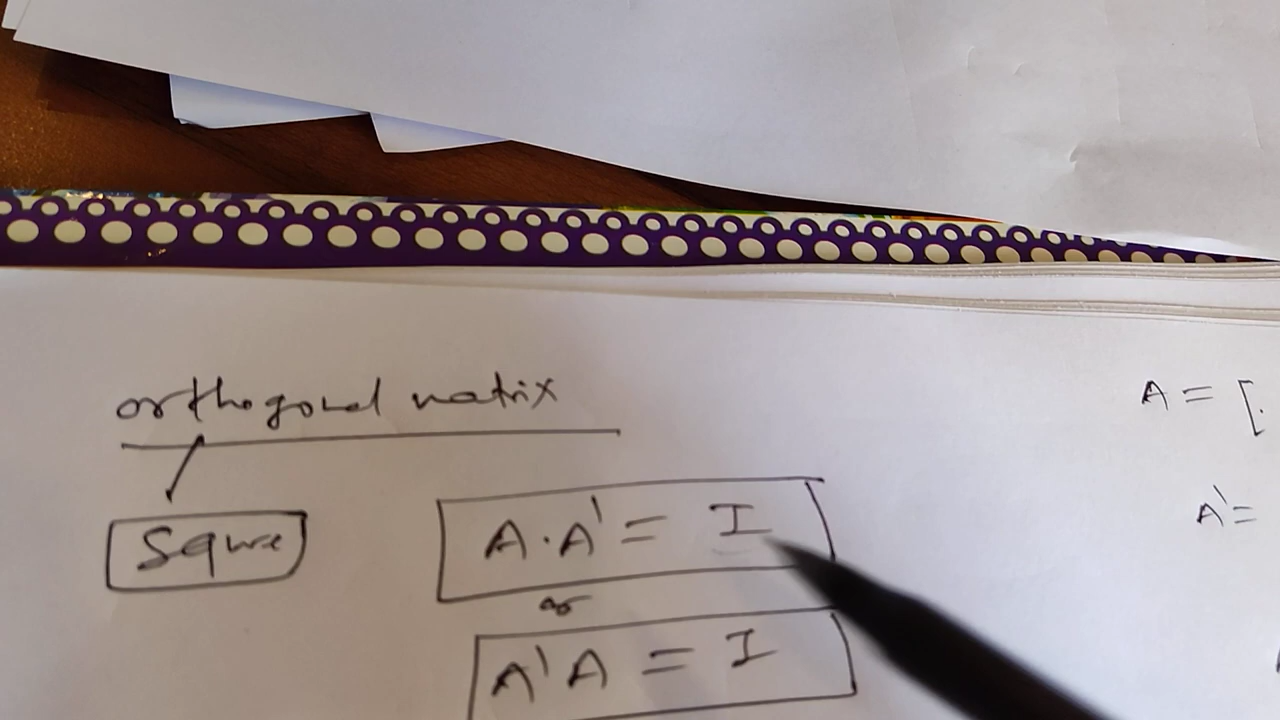 orthogonal matrix
Square
A·A' = I
or
A'A = I
A = [
A' =